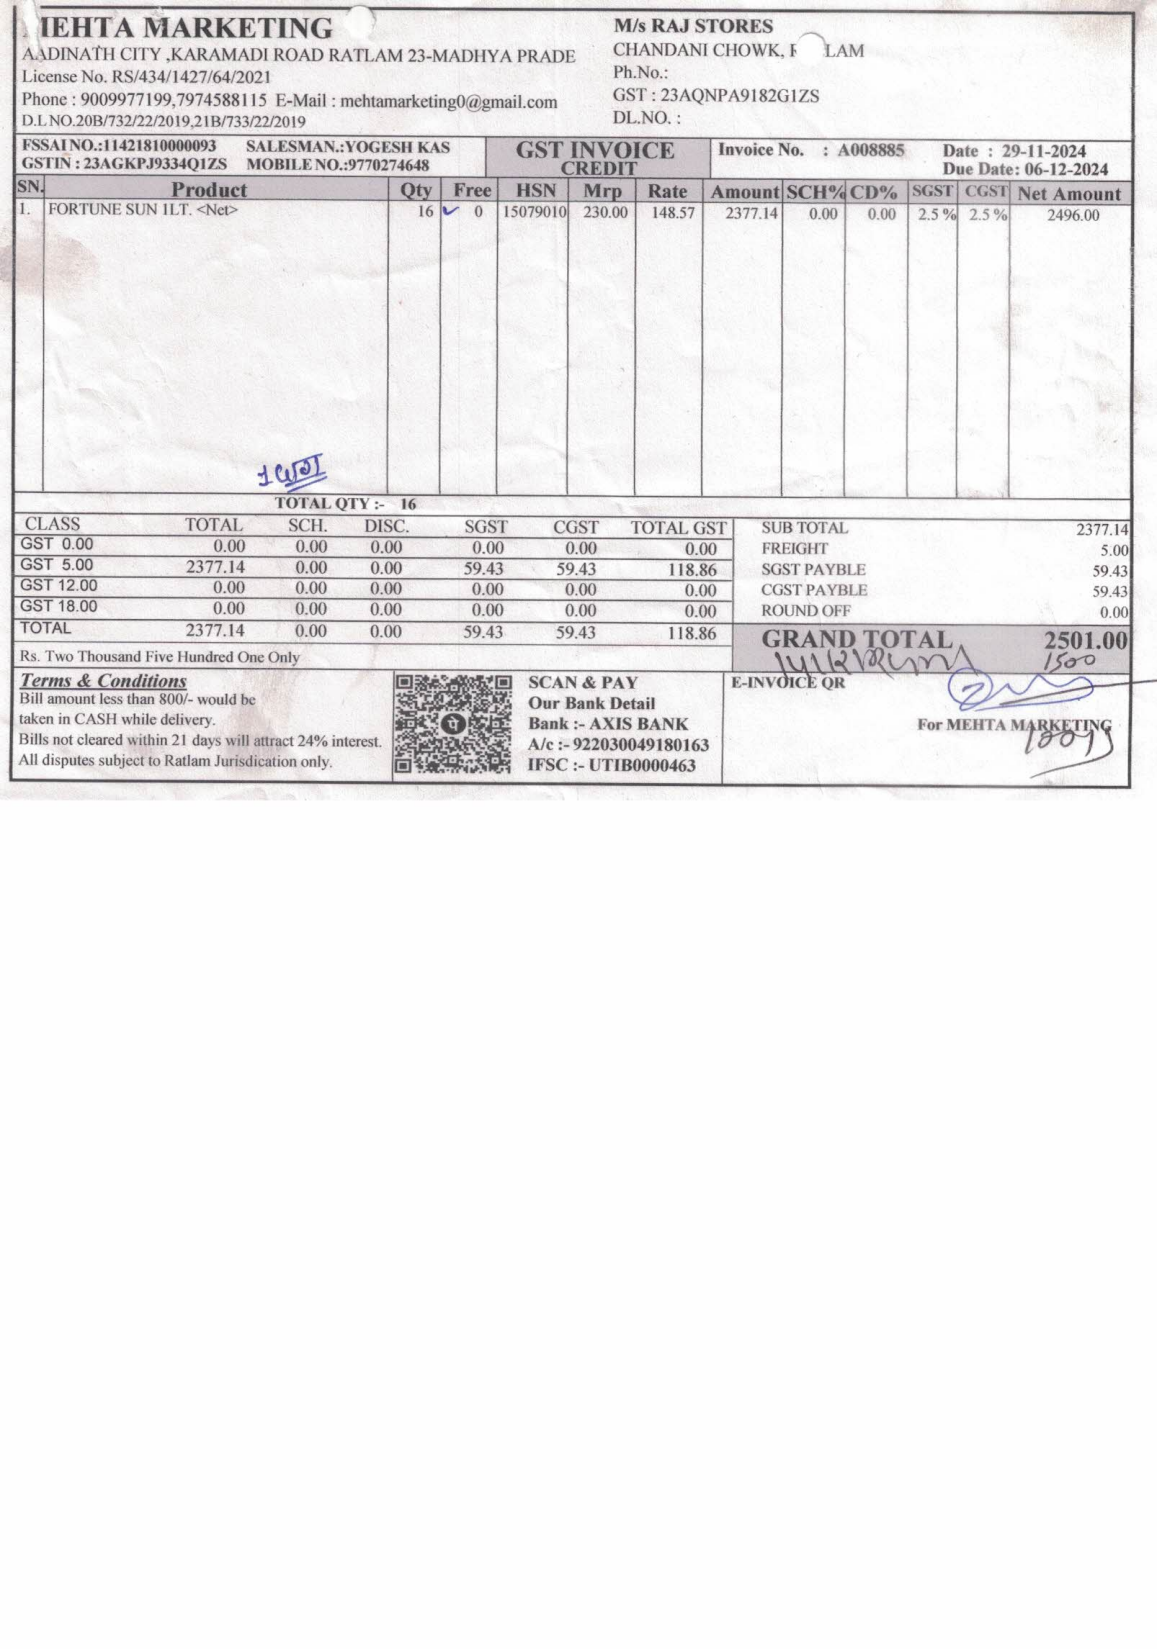 MEHTA MARKETING
AADINATH CITY ,KARAMADI ROAD RATLAM 23-MADHYA PRADE
License No. RS/434/1427/64/2021
Phone : 9009977199,7974588115 E-Mail : mehtamarketing0@gmail.com
D.L NO.20B/732/22/2019,21B/733/22/2019
M/s RAJ STORES
CHANDANI CHOWK, R LAM
Ph.No.:
GST : 23AQNPA9182G1ZS
DL.NO. :
FSSAI NO.:11421810000093 SALESMAN.:YOGESH KAS
GSTIN : 23AGKPJ9334Q1ZS MOBILE NO.:9770274648
GST INVOICE
CREDIT
Invoice No. : A008885 Date : 29-11-2024
Due Date: 06-12-2024
SN. Product Qty Free HSN Mrp Rate Amount SCH% CD% SGST CGST Net Amount
1. FORTUNE SUN 1LT. <Net> 16 0 15079010 230.00 148.57 2377.14 0.00 0.00 2.5 % 2.5 % 2496.00
TOTAL QTY :- 16
CLASS TOTAL SCH. DISC. SGST CGST TOTAL GST
GST 0.00 0.00 0.00 0.00 0.00 0.00 0.00
GST 5.00 2377.14 0.00 0.00 59.43 59.43 118.86
GST 12.00 0.00 0.00 0.00 0.00 0.00 0.00
GST 18.00 0.00 0.00 0.00 0.00 0.00 0.00
TOTAL 2377.14 0.00 0.00 59.43 59.43 118.86
Rs. Two Thousand Five Hundred One Only
SUB TOTAL 2377.14
FREIGHT 5.00
SGST PAYBLE 59.43
CGST PAYBLE 59.43
ROUND OFF 0.00
GRAND TOTAL 2501.00
1500
Terms & Conditions
Bill amount less than 800/- would be
taken in CASH while delivery.
Bills not cleared within 21 days will attract 24% interest.
All disputes subject to Ratlam Jurisdication only.
SCAN & PAY
Our Bank Detail
Bank :- AXIS BANK
A/c :- 922030049180163
IFSC :- UTIB0000463
E-INVOICE QR
For MEHTA MARKETING